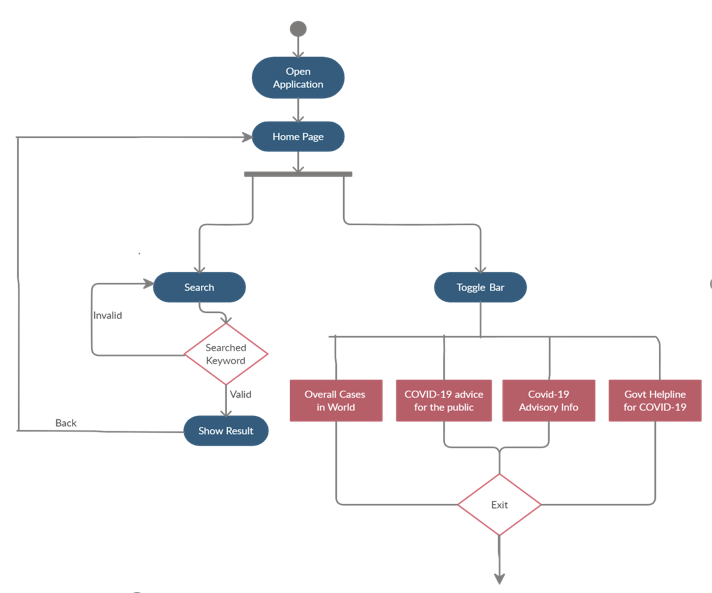 Open
Application
Home Page
Search
Toggle Bar
Invalid
Searched
Keyword
Valid
Back
Show Result
Overall Cases
in World
COVID-19 advice
for the public
Covid-19
Advisory Info
Govt Helpline
for COVID-19
Exit